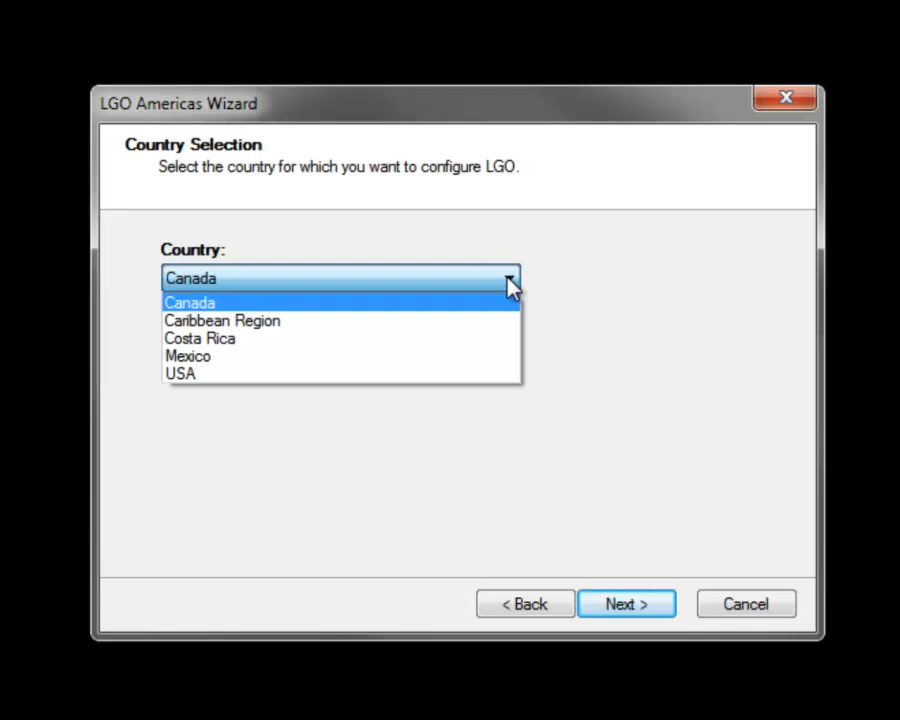 LGO Americas Wizard
Country Selection
Select the country for which you want to configure LGO.
Country:
Canada
Canada
Caribbean Region
Costa Rica
Mexico
USA
< Back
Next >
Cancel